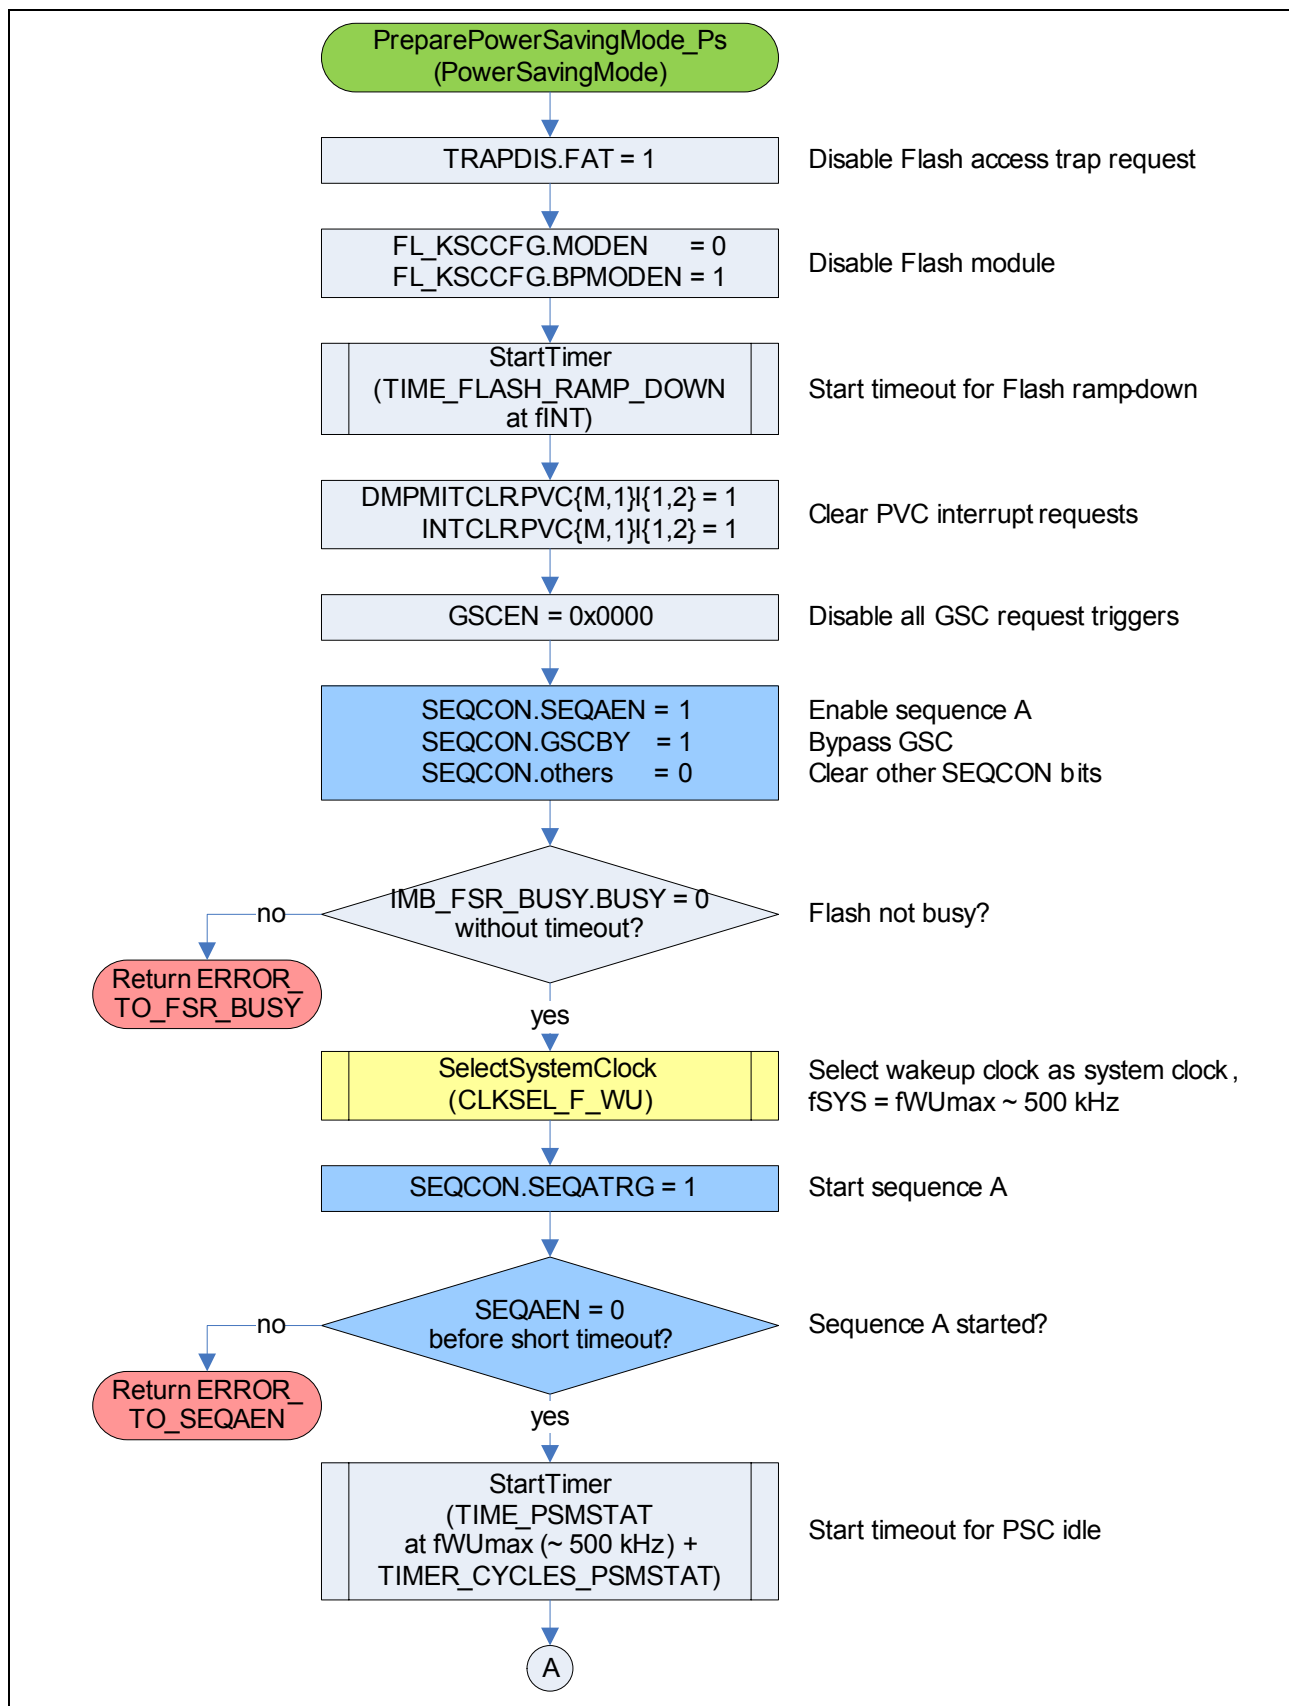 PreparePowerSavingMode_Ps
(PowerSavingMode)
TRAPDIS.FAT = 1
Disable Flash access trap request
FL_KSCCFG.MODEN = 0
FL_KSCCFG.BPMODEN = 1
Disable Flash module
StartTimer
(TIME_FLASH_RAMP_DOWN
at fINT)
Start timeout for Flash ramp-down
DMPMITCLRPVC{M,1}I{1,2} = 1
INTCLRPVC{M,1}I{1,2} = 1
Clear PVC interrupt requests
GSCEN = 0x0000
Disable all GSC request triggers
SEQCON.SEQAEN = 1
Enable sequence A
SEQCON.GSCBY = 1
Bypass GSC
SEQCON.others = 0
Clear other SEQCON bits
IMB_FSR_BUSY.BUSY = 0
without timeout?
Flash not busy?
no
Return ERROR_
TO_FSR_BUSY
yes
SelectSystemClock
(CLKSEL_F_WU)
Select wakeup clock as system clock,
fSYS = fWUmax ~ 500 kHz
SEQCON.SEQATRG = 1
Start sequence A
SEQAEN = 0
before short timeout?
Sequence A started?
no
Return ERROR_
TO_SEQAEN
yes
StartTimer
(TIME_PSMSTAT
at fWUmax (~ 500 kHz) +
TIMER_CYCLES_PSMSTAT)
Start timeout for PSC idle
A